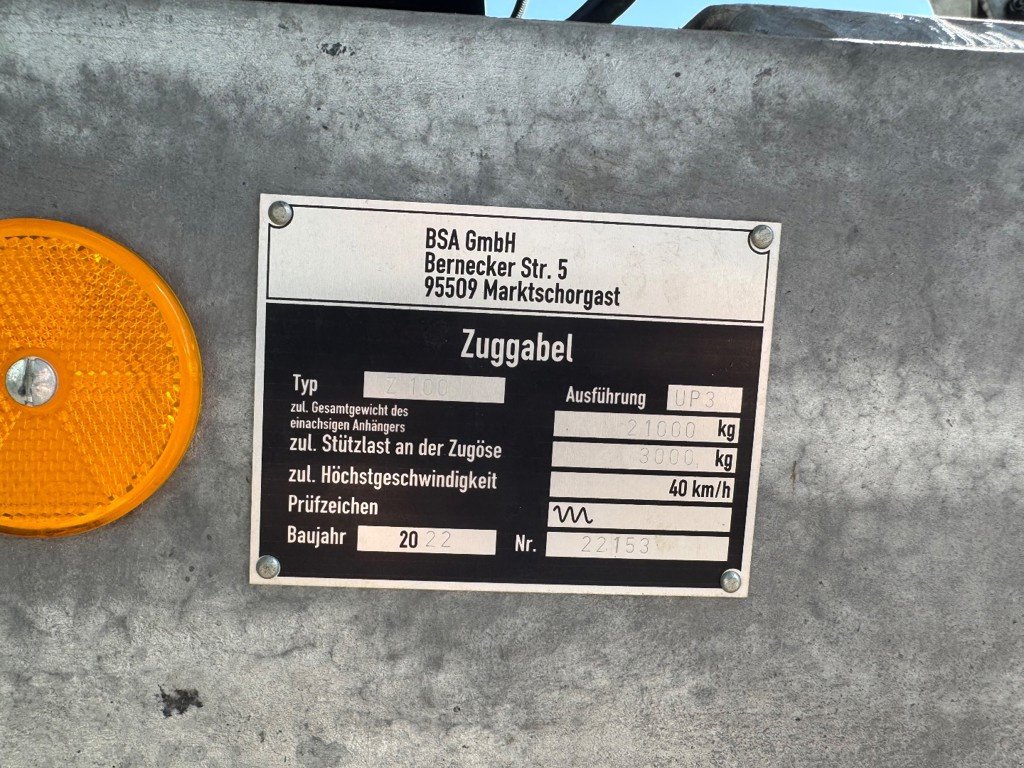 BSA GmbH
Bernecker Str. 5
95509 Marktschorgast
Zuggabel
Typ Z 100 Ausführung UP3
zul. Gesamtgewicht des
einachsigen Anhängers 21000 kg
zul. Stützlast an der Zugöse 3000 kg
zul. Höchstgeschwindigkeit 40 km/h
Prüfzeichen
Baujahr 2022 Nr. 22153